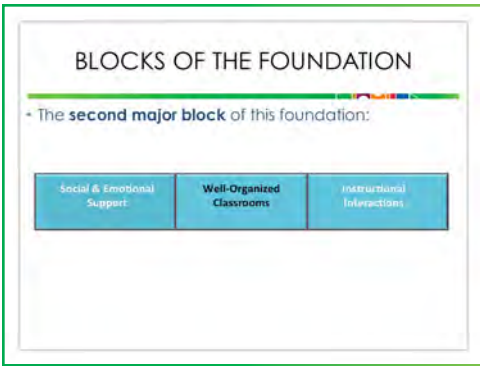 BLOCKS OF THE FOUNDATION
• The second major block of this foundation:
Social & Emotional
Support
Well-Organized
Classrooms
Instructional
Interactions